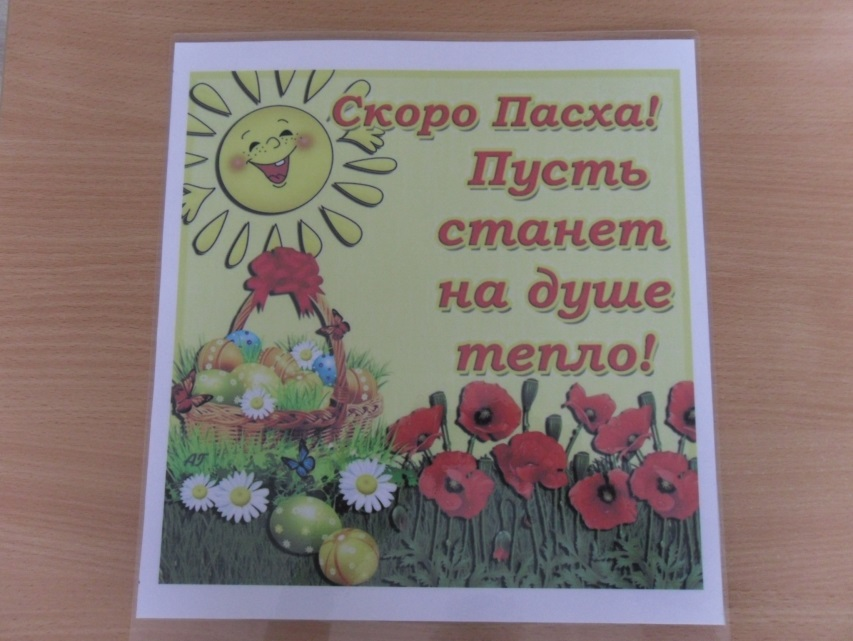 Скоро Пасха!
Пусть
станет
на душе
тепло!